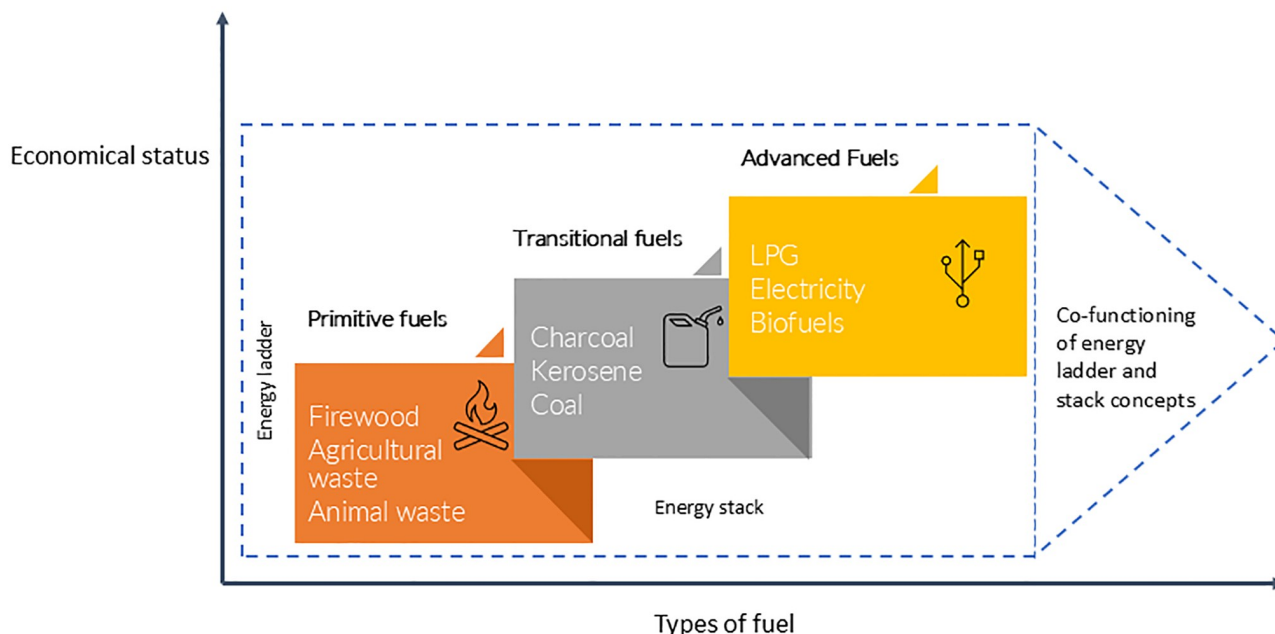 Economical status
Advanced Fuels
LPG
Electricity
Biofuels
Transitional fuels
Charcoal
Kerosene
Coal
Primitive fuels
Firewood
Agricultural
waste
Animal waste
Energy ladder
Energy stack
Co-functioning
of energy
ladder and
stack concepts
Types of fuel